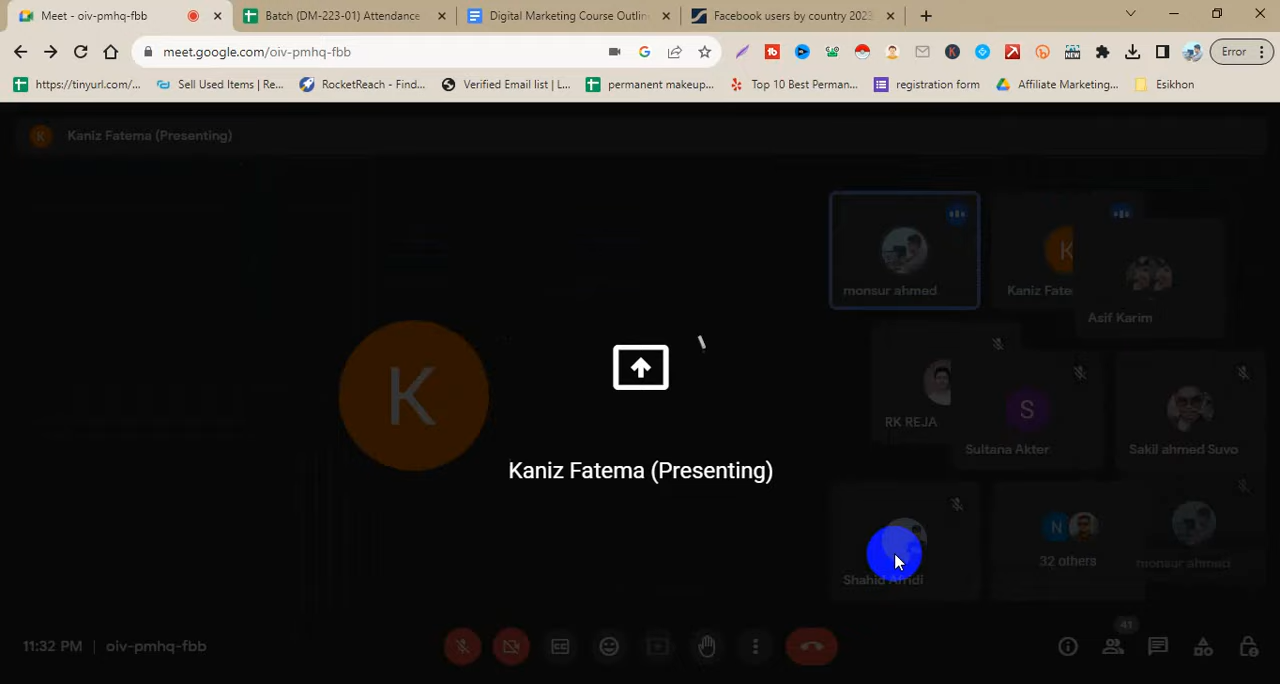 Meet - oiv-pmhq-fbb
Batch (DM-223-01) Attendance
Digital Marketing Course Outlin
Facebook users by country 2023
meet.google.com/oiv-pmhq-fbb
Error
https://tinyurl.com/...
Sell Used Items | Re...
RocketReach - Find...
Verified Email list | L...
permanent makeup...
Top 10 Best Perman...
registration form
Affiliate Marketing...
Esikhon
K
Kaniz Fatema (Presenting)
monsur ahmed
K
Kaniz Fate
Asif Karim
K
RK REJA
S
Sultana Akter
Sakil ahmed Suvo
Kaniz Fatema (Presenting)
Shahid Afridi
N
32 others
monsur ahmed
11:32 PM | oiv-pmhq-fbb
CC
41